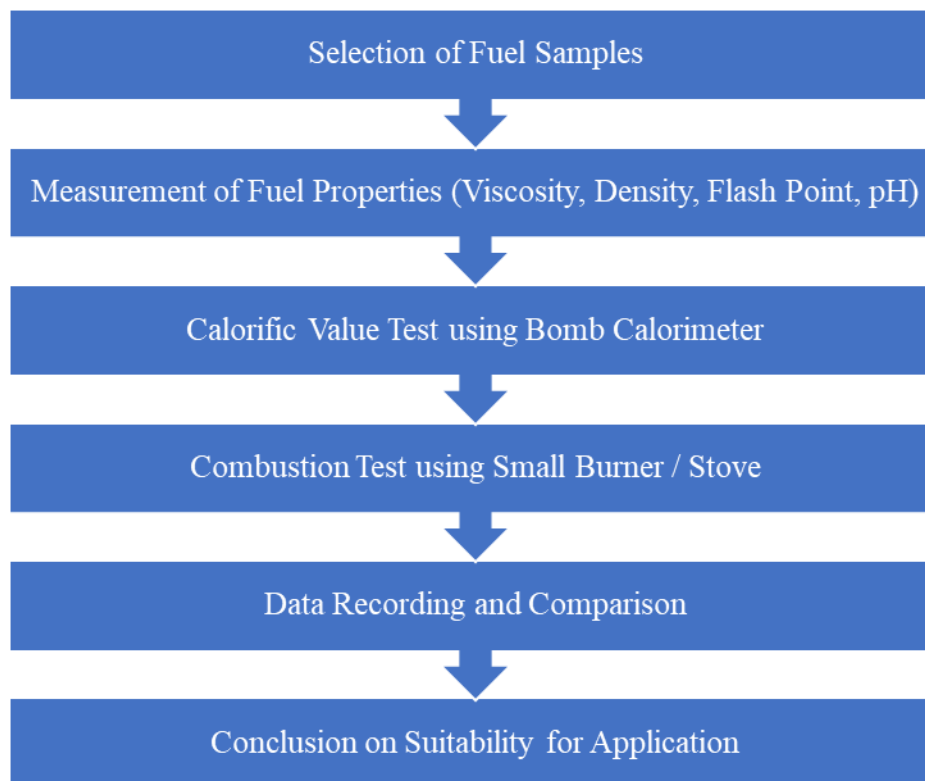 Selection of Fuel Samples
Measurement of Fuel Properties (Viscosity, Density, Flash Point, pH)
Calorific Value Test using Bomb Calorimeter
Combustion Test using Small Burner / Stove
Data Recording and Comparison
Conclusion on Suitability for Application